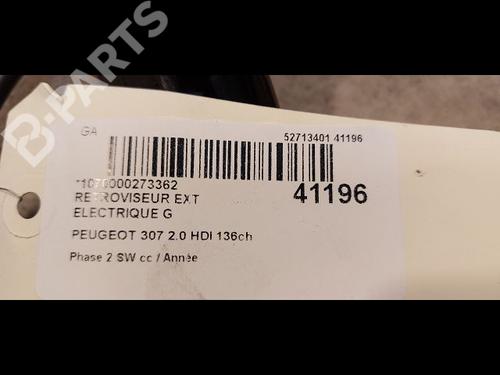 B-PARTS
GA
52713401 41196
*1070000273362
41196
RETROVISEUR EXT
ELECTRIQUE G
PEUGEOT 307 2.0 HDI 136ch
Phase 2 SW cc / Année